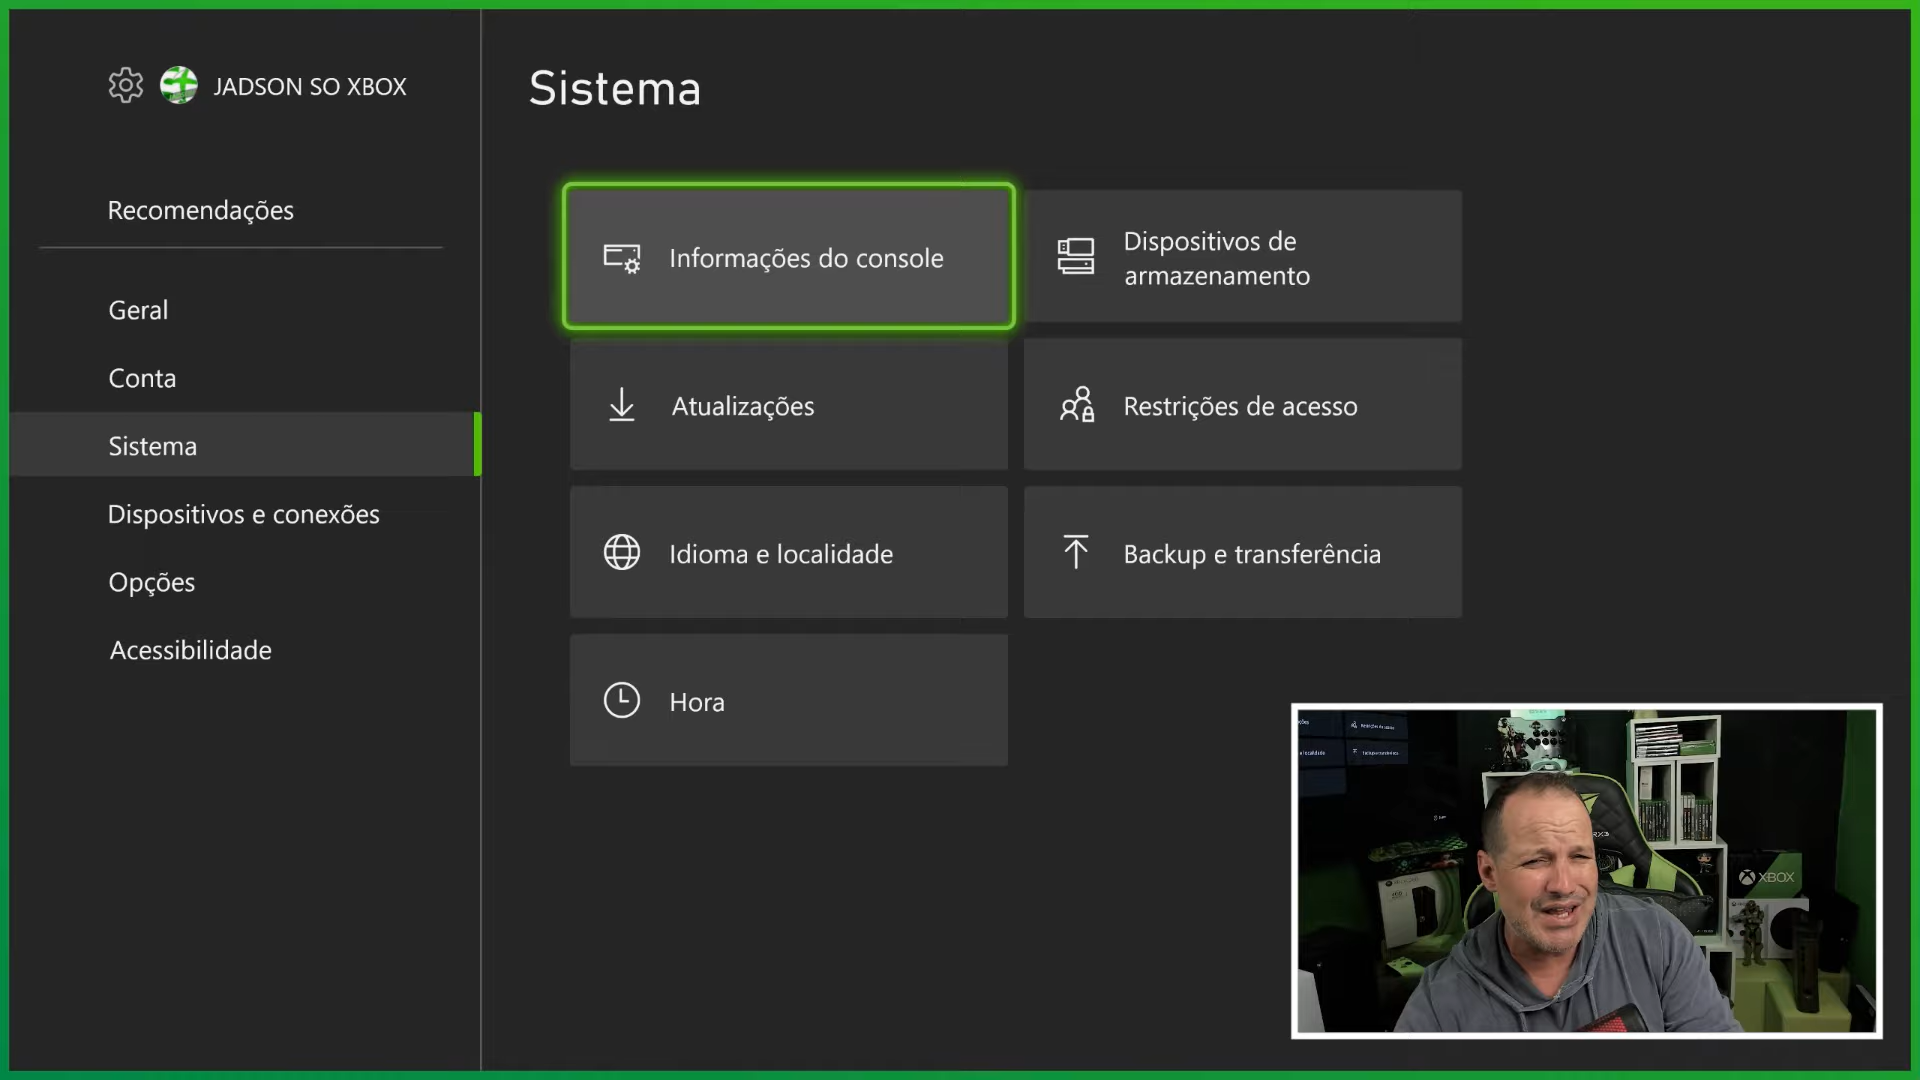 JADSON SO XBOX
Recomendações
Geral
Conta
Sistema
Dispositivos e conexões
Opções
Acessibilidade
Sistema
Informações do console
Dispositivos de
armazenamento
Atualizações
Restrições de acesso
Idioma e localidade
Backup e transferência
Hora
XBOX